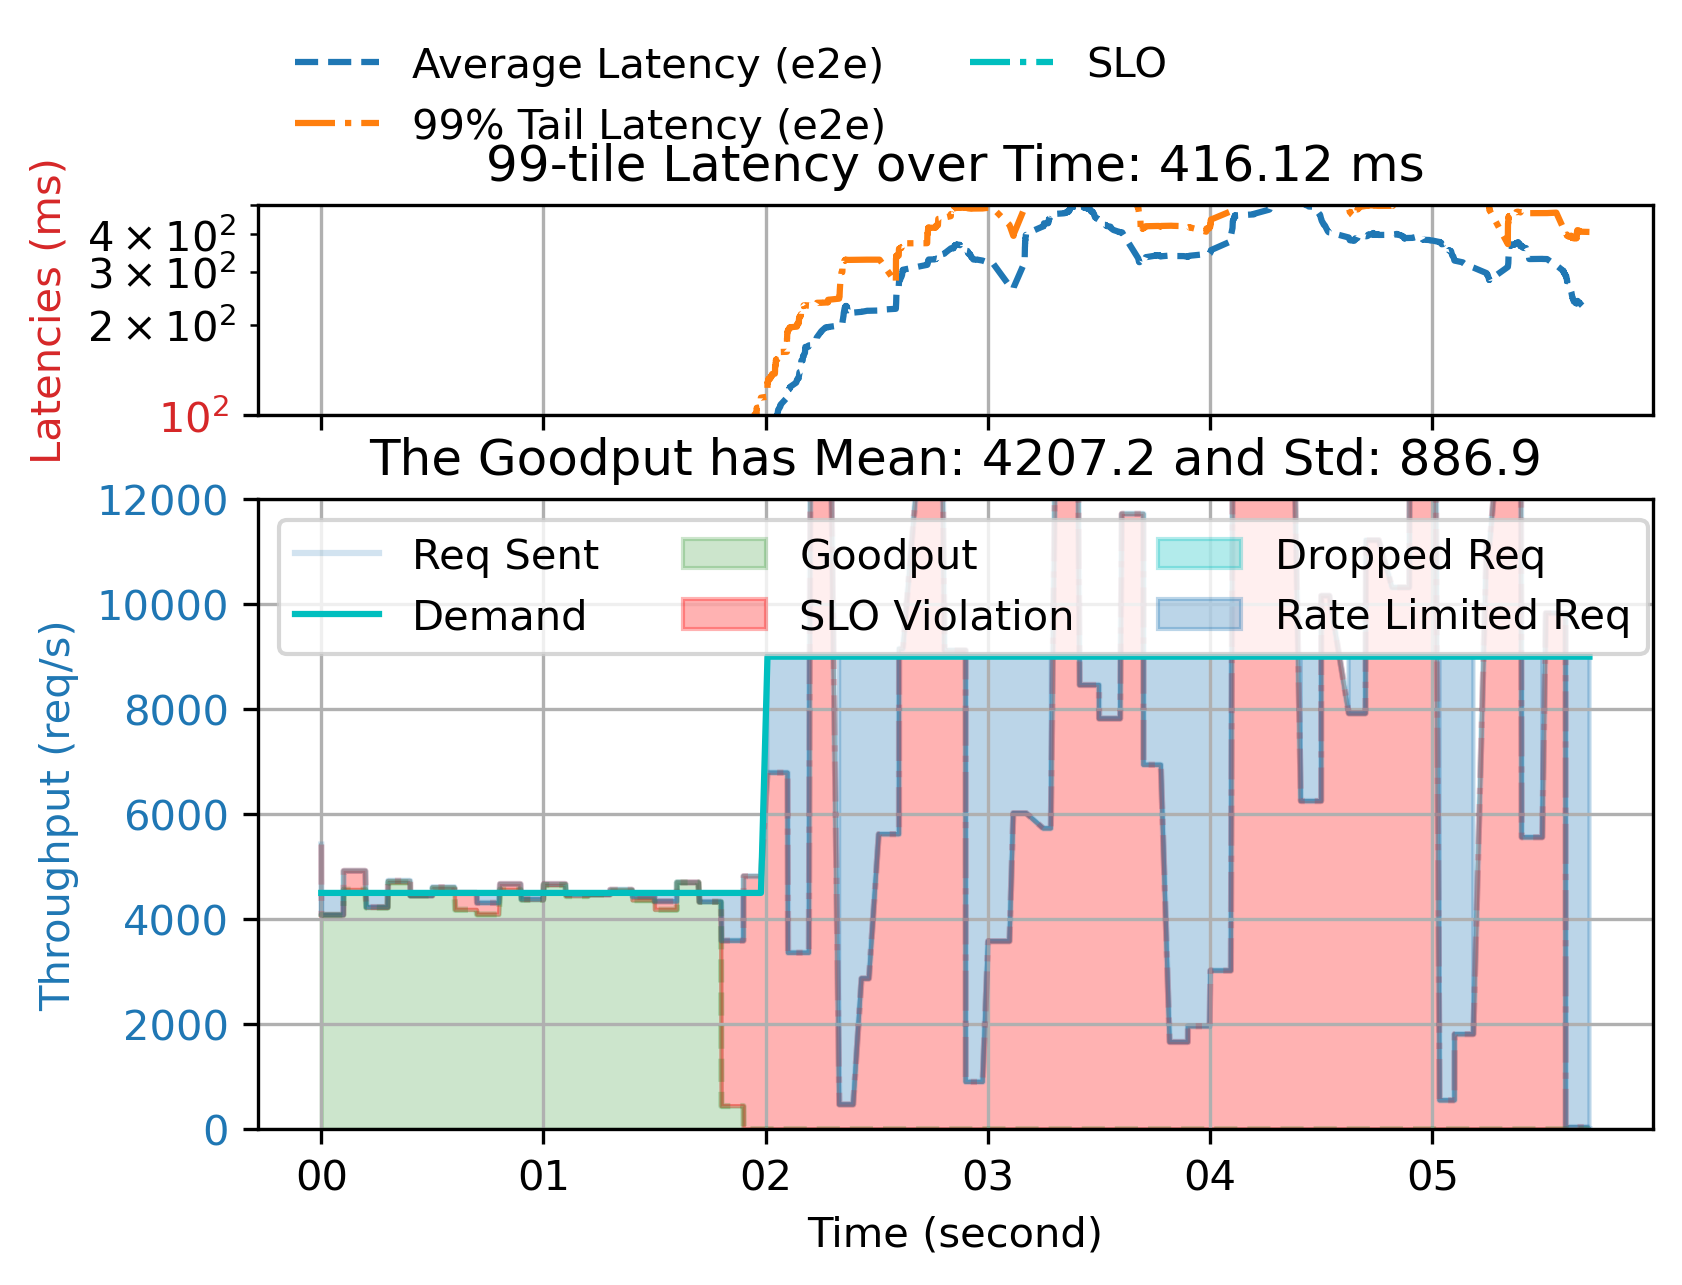 Average Latency (e2e)
SLO
99% Tail Latency (e2e)
99-tile Latency over Time: 416.12 ms
Latencies (ms)
4 × 10²
3 × 10²
2 × 10²
10²
The Goodput has Mean: 4207.2 and Std: 886.9
Throughput (req/s)
12000
10000
8000
6000
4000
2000
0
Req Sent
Goodput
Dropped Req
Demand
SLO Violation
Rate Limited Req
00 01 02 03 04 05
Time (second)